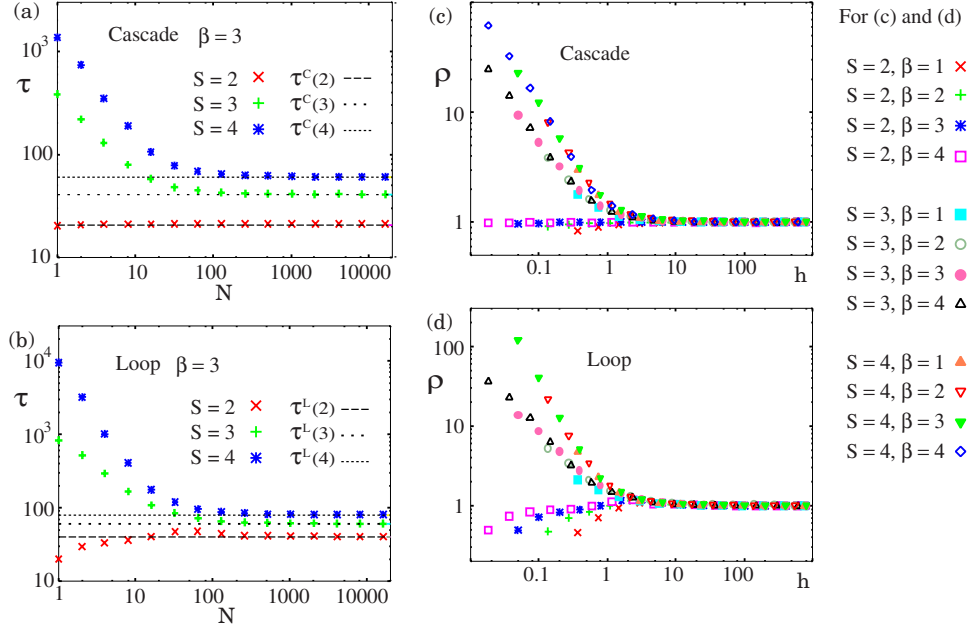 (a)
Cascade β = 3
τ
10³
100
10
S = 2
S = 3
S = 4
τᶜ(2)
τᶜ(3)
τᶜ(4)
1 10 100 1000 10000
N
(b)
Loop β = 3
τ
10⁴
10³
100
10
S = 2
S = 3
S = 4
τᴸ(2)
τᴸ(3)
τᴸ(4)
1 10 100 1000 10000
N
(c)
Cascade
ρ
10
1
0.1 1 10 100
h
(d)
Loop
ρ
100
10
1
0.1 1 10 100
h
For (c) and (d)
S = 2, β = 1
S = 2, β = 2
S = 2, β = 3
S = 2, β = 4
S = 3, β = 1
S = 3, β = 2
S = 3, β = 3
S = 3, β = 4
S = 4, β = 1
S = 4, β = 2
S = 4, β = 3
S = 4, β = 4